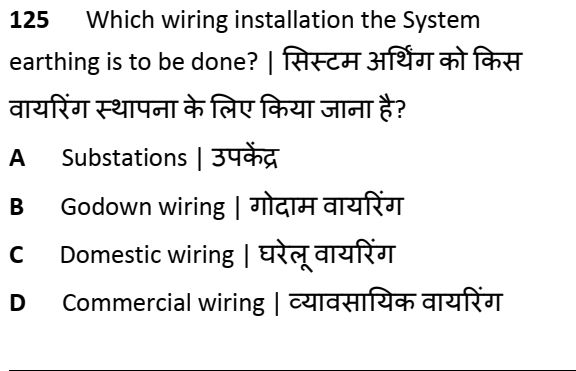 125 Which wiring installation the System
earthing is to be done? | सिस्टम अर्थिंग को किस
वायरिंग स्थापना के लिए किया जाना है?
A Substations | उपकेंद्र
B Godown wiring | गोदाम वायरिंग
C Domestic wiring | घरेलू वायरिंग
D Commercial wiring | व्यावसायिक वायरिंग